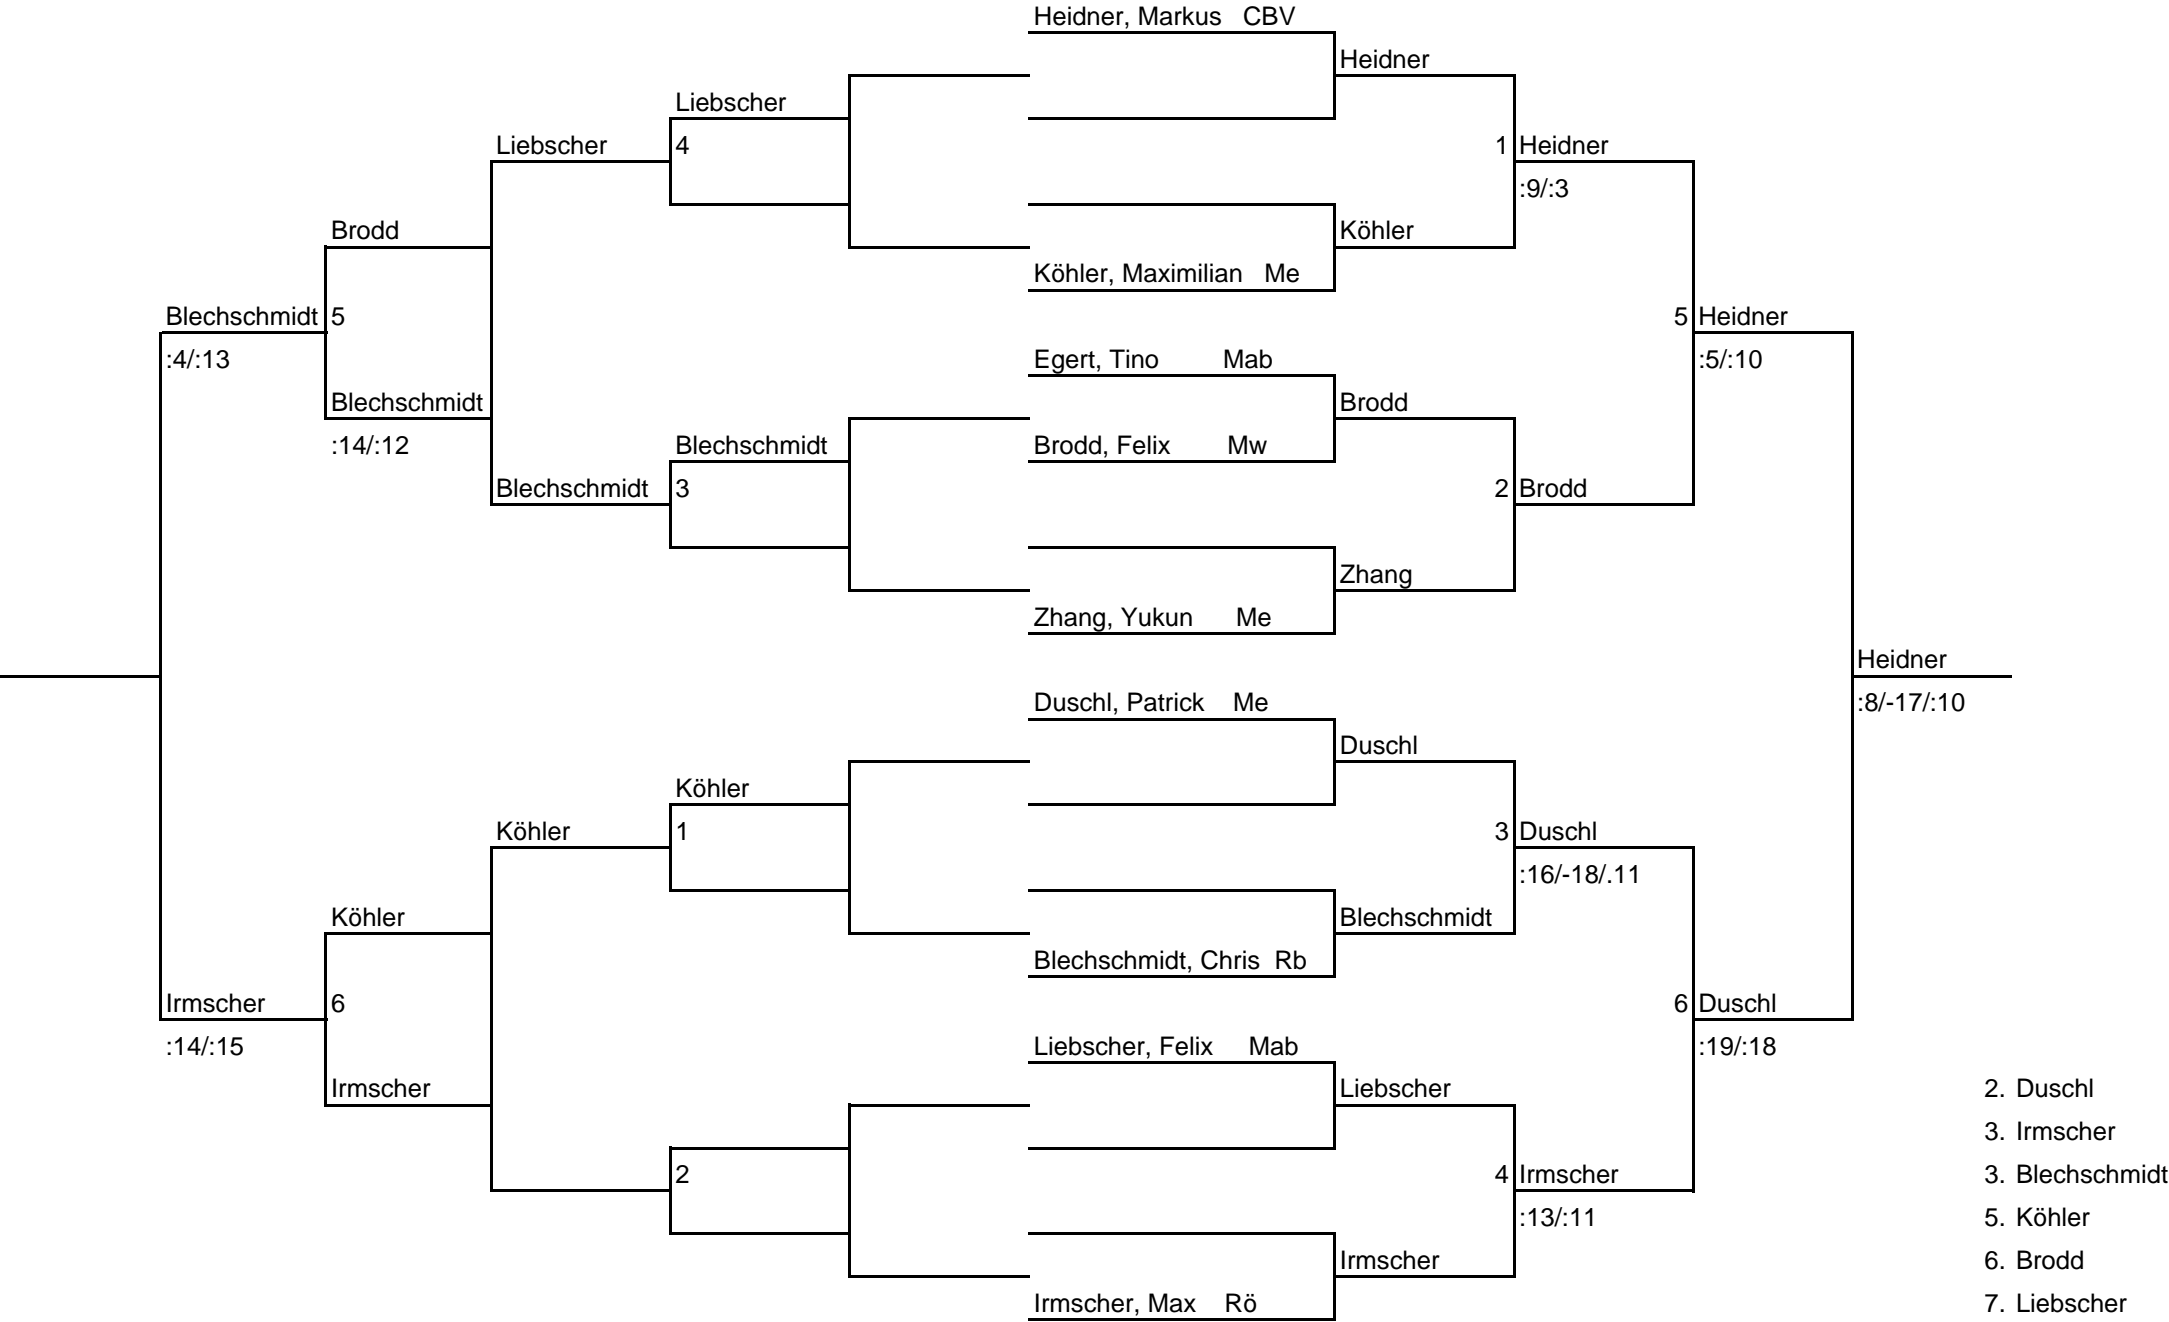 Heidner, Markus CBV
Heidner
Liebscher
Liebscher 4 1 Heidner
:9/:3
Brodd Köhler
Köhler, Maximilian Me
Blechschmidt 5 5 Heidner
:4/:13 Egert, Tino Mab :5/:10
Blechschmidt Brodd
:14/:12 Blechschmidt Brodd, Felix Mw
Blechschmidt 3 2 Brodd
Zhang
Zhang, Yukun Me
Heidner
Duschl, Patrick Me :8/-17/:10
Duschl
Köhler
Köhler 1 3 Duschl
:16/-18/.11
Köhler Blechschmidt
Blechschmidt, Chris Rb
Irmscher 6 6 Duschl
:14/:15 Liebscher, Felix Mab :19/:18
Irmscher Liebscher 2. Duschl
3. Irmscher
2 4 Irmscher 3. Blechschmidt
:13/:11 5. Köhler
Irmscher 6. Brodd
Irmscher, Max Rö 7. Liebscher